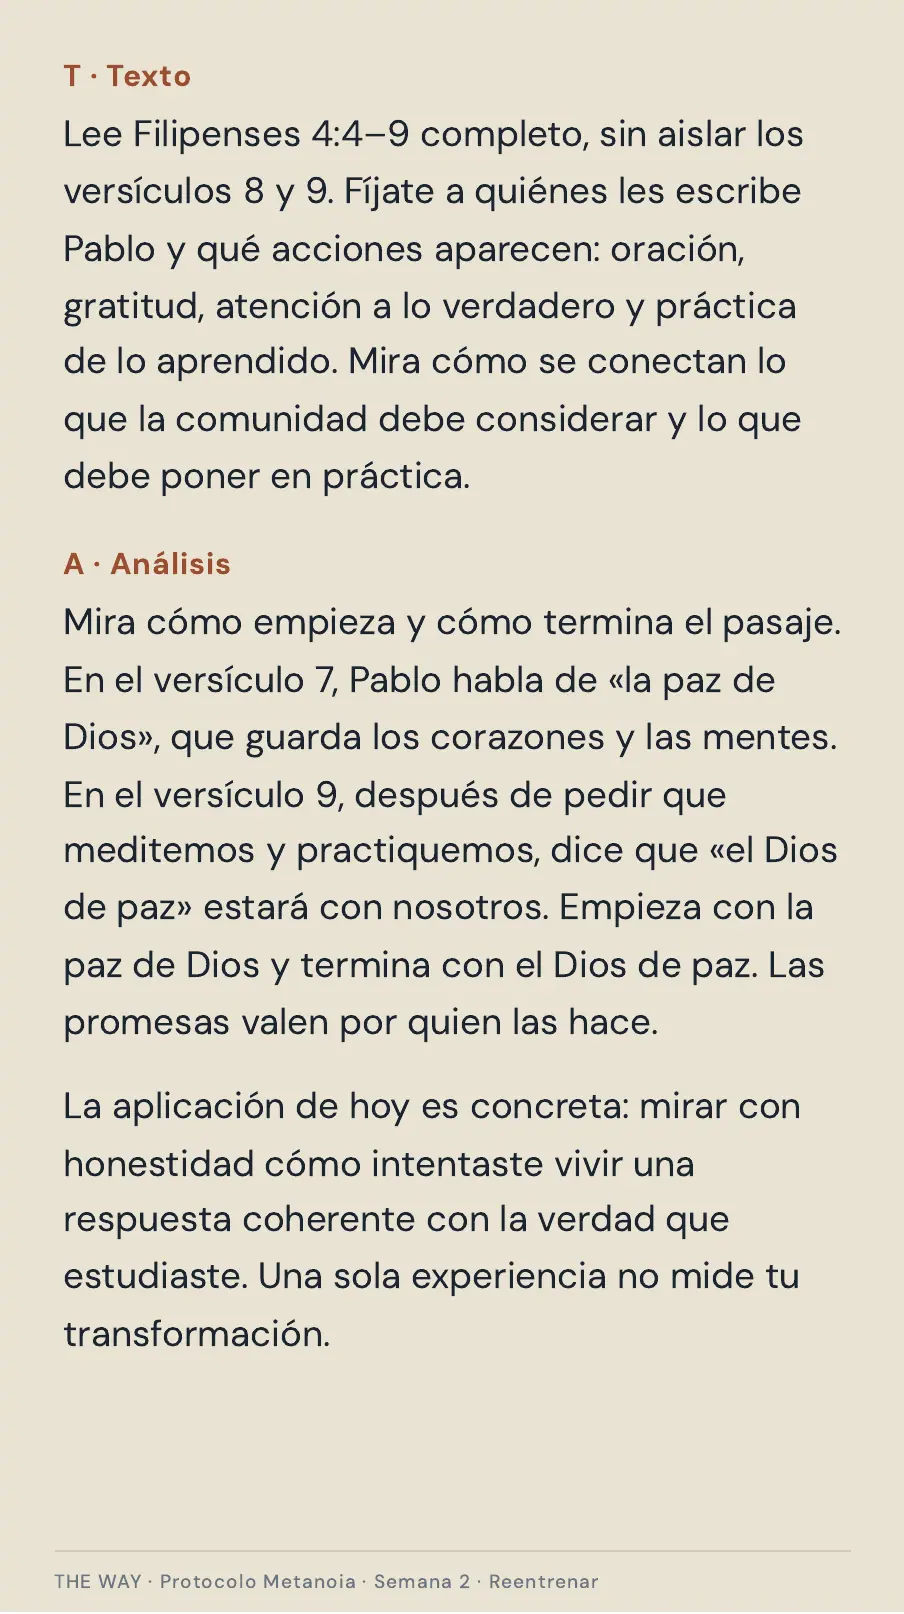 T · Texto
Lee Filipenses 4:4–9 completo, sin aislar los
versículos 8 y 9. Fíjate a quiénes les escribe
Pablo y qué acciones aparecen: oración,
gratitud, atención a lo verdadero y práctica
de lo aprendido. Mira cómo se conectan lo
que la comunidad debe considerar y lo que
debe poner en práctica.
A · Análisis
Mira cómo empieza y cómo termina el pasaje.
En el versículo 7, Pablo habla de «la paz de
Dios», que guarda los corazones y las mentes.
En el versículo 9, después de pedir que
meditemos y practiquemos, dice que «el Dios
de paz» estará con nosotros. Empieza con la
paz de Dios y termina con el Dios de paz. Las
promesas valen por quien las hace.
La aplicación de hoy es concreta: mirar con
honestidad cómo intentaste vivir una
respuesta coherente con la verdad que
estudiaste. Una sola experiencia no mide tu
transformación.
THE WAY · Protocolo Metanoia · Semana 2 · Reentrenar